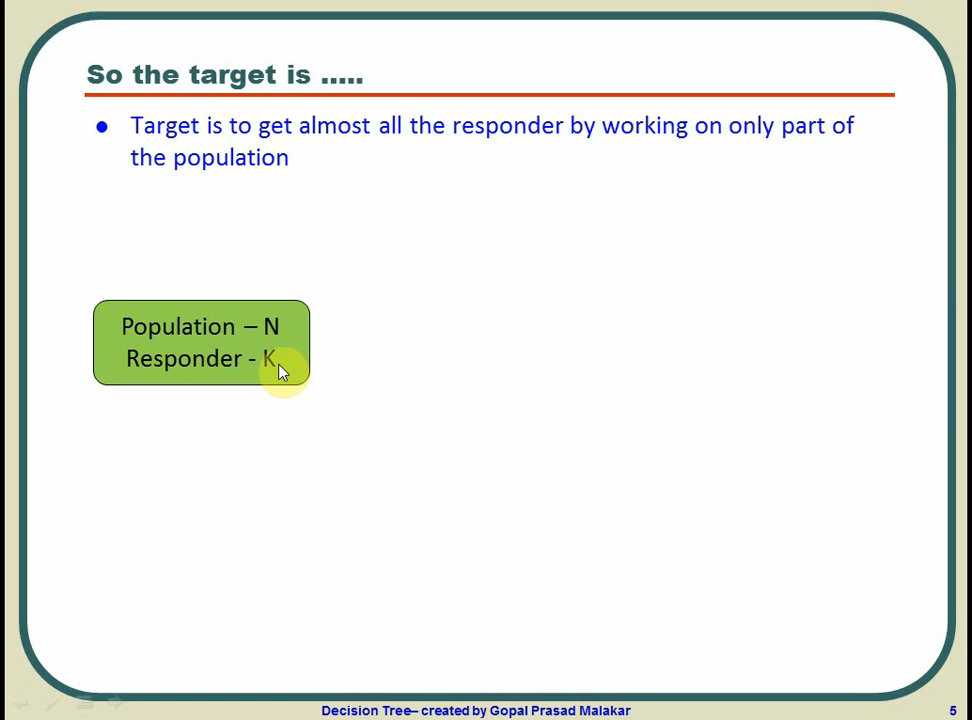 So the target is .....
● Target is to get almost all the responder by working on only part of
the population
Population – N
Responder - K
Decision Tree– created by Gopal Prasad Malakar
5